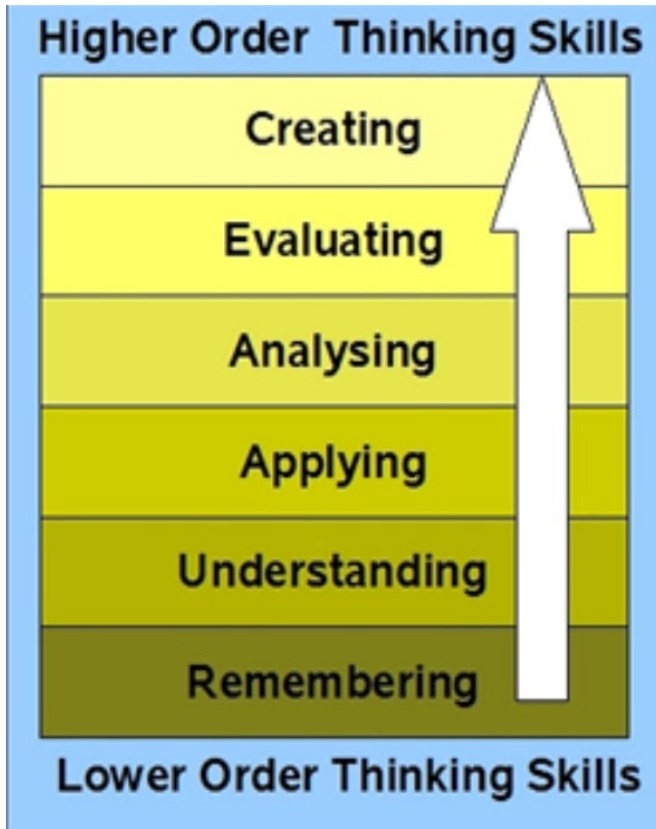 Higher Order Thinking Skills
Creating
Evaluating
Analysing
Applying
Understanding
Remembering
Lower Order Thinking Skills